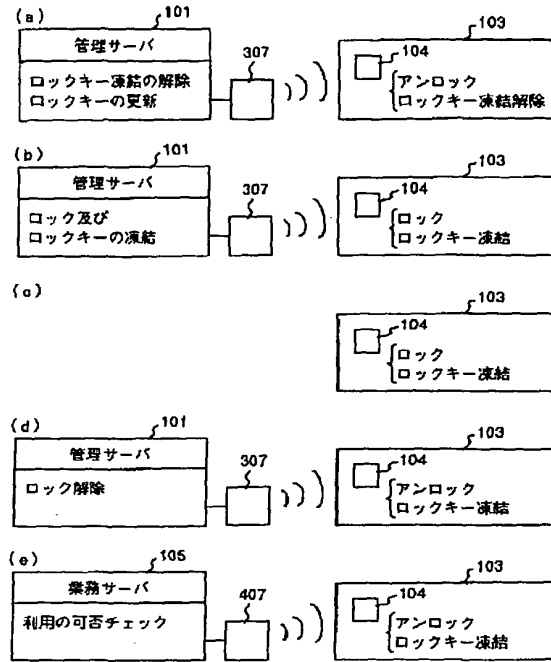 (a)
101
管理サーバ
ロックキー凍結の解除
ロックキーの更新
307
103
104
アンロック
ロックキー凍結解除
(b)
101
管理サーバ
ロック及び
ロックキーの凍結
307
103
104
ロック
ロックキー凍結
(c)
103
104
ロック
ロックキー凍結
(d)
101
管理サーバ
ロック解除
307
103
104
アンロック
ロックキー凍結
(e)
105
業務サーバ
利用の可否チェック
407
103
104
アンロック
ロックキー凍結